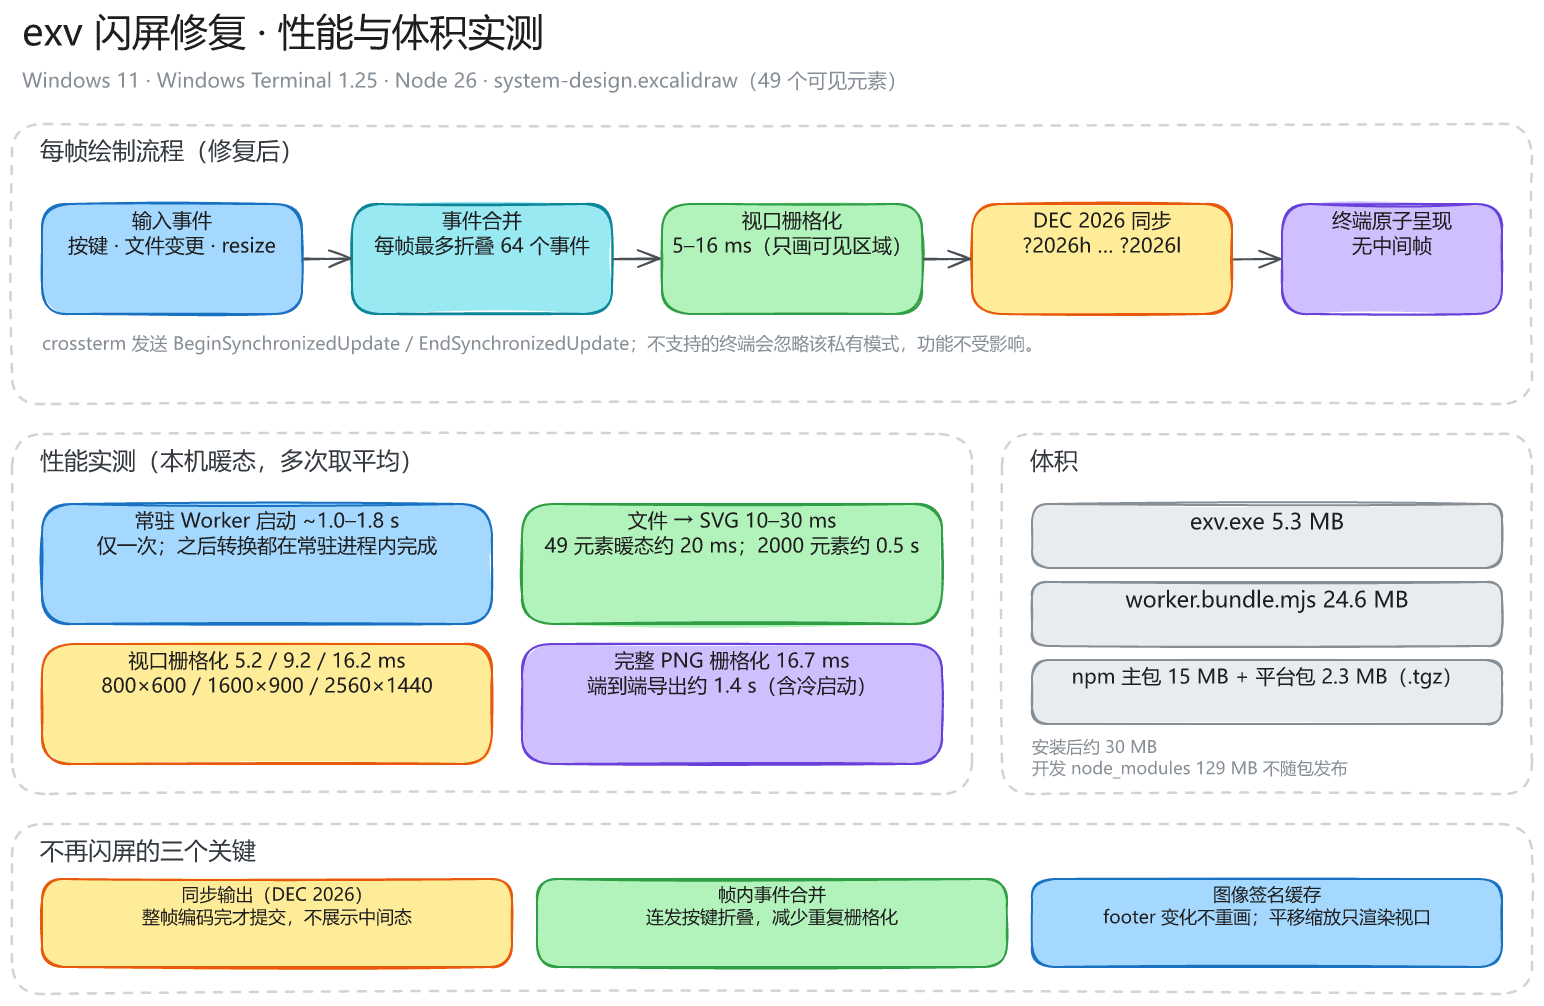 exv 闪屏修复 · 性能与体积实测
Windows 11 · Windows Terminal 1.25 · Node 26 · system-design.excalidraw（49 个可见元素）
每帧绘制流程（修复后）
输入事件
按键 · 文件变更 · resize
事件合并
每帧最多折叠 64 个事件
视口栅格化
5–16 ms（只画可见区域）
DEC 2026 同步
?2026h ... ?2026l
终端原子呈现
无中间帧
crossterm 发送 BeginSynchronizedUpdate / EndSynchronizedUpdate；不支持的终端会忽略该私有模式，功能不受影响。
性能实测（本机暖态，多次取平均）
常驻 Worker 启动 ~1.0–1.8 s
仅一次；之后转换都在常驻进程内完成
文件 → SVG 10–30 ms
49 元素暖态约 20 ms；2000 元素约 0.5 s
视口栅格化 5.2 / 9.2 / 16.2 ms
800×600 / 1600×900 / 2560×1440
完整 PNG 栅格化 16.7 ms
端到端导出约 1.4 s（含冷启动）
体积
exv.exe 5.3 MB
worker.bundle.mjs 24.6 MB
npm 主包 15 MB + 平台包 2.3 MB（.tgz）
安装后约 30 MB
开发 node_modules 129 MB 不随包发布
不再闪屏的三个关键
同步输出（DEC 2026）
整帧编码完才提交，不展示中间态
帧内事件合并
连发按键折叠，减少重复栅格化
图像签名缓存
footer 变化不重画；平移缩放只渲染视口